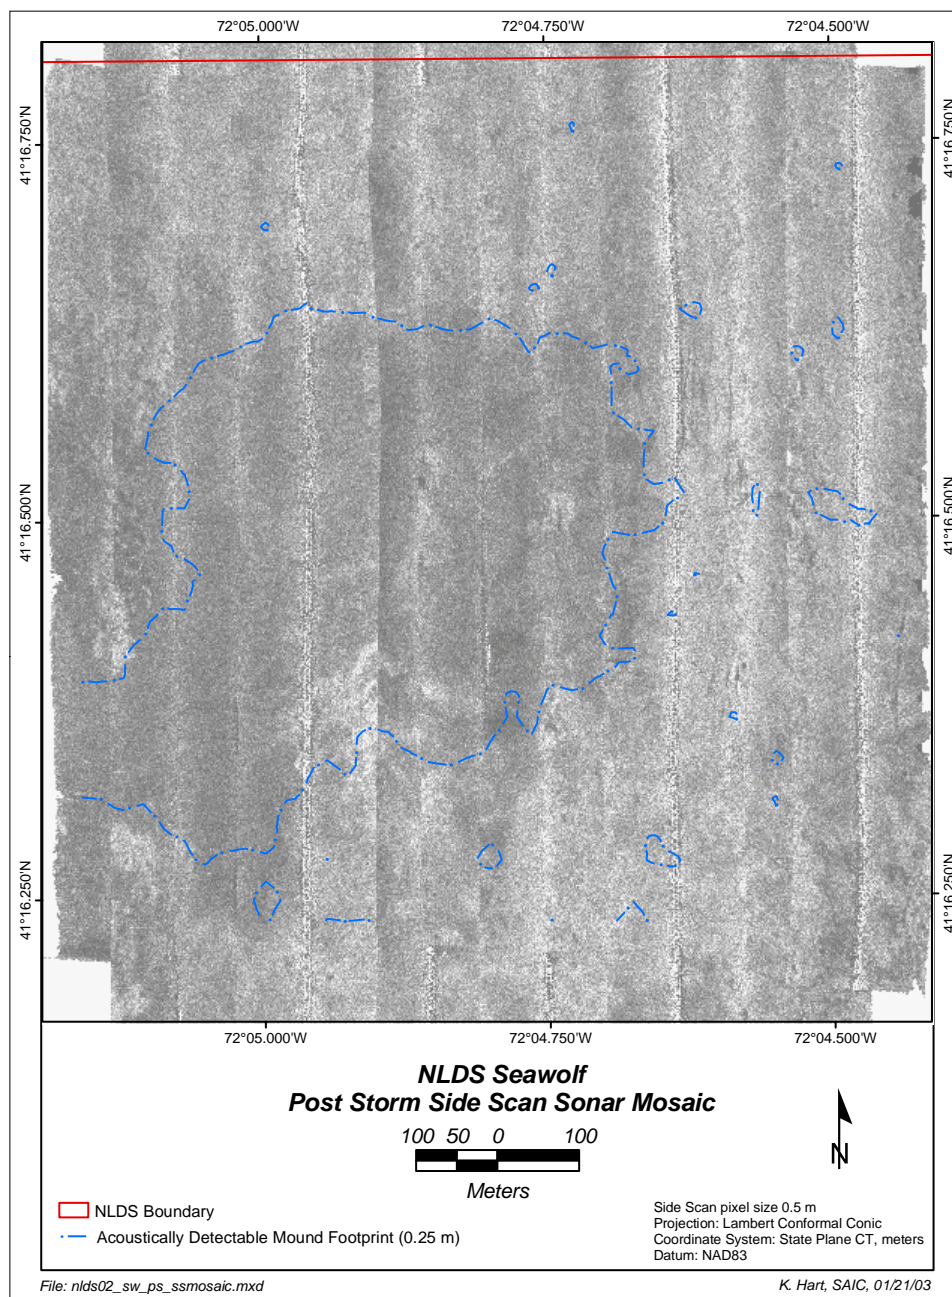 72°05.000'W 72°04.750'W 72°04.500'W
41°16.750'N
41°16.750'N
41°16.500'N
41°16.500'N
41°16.250'N
41°16.250'N
72°05.000'W 72°04.750'W 72°04.500'W
NLDS Seawolf
Post Storm Side Scan Sonar Mosaic
100 50 0 100
Meters
N
NLDS Boundary
Acoustically Detectable Mound Footprint (0.25 m)
Side Scan pixel size 0.5 m
Projection: Lambert Conformal Conic
Coordinate System: State Plane CT, meters
Datum: NAD83
File: nlds02_sw_ps_ssmosaic.mxd
K. Hart, SAIC, 01/21/03